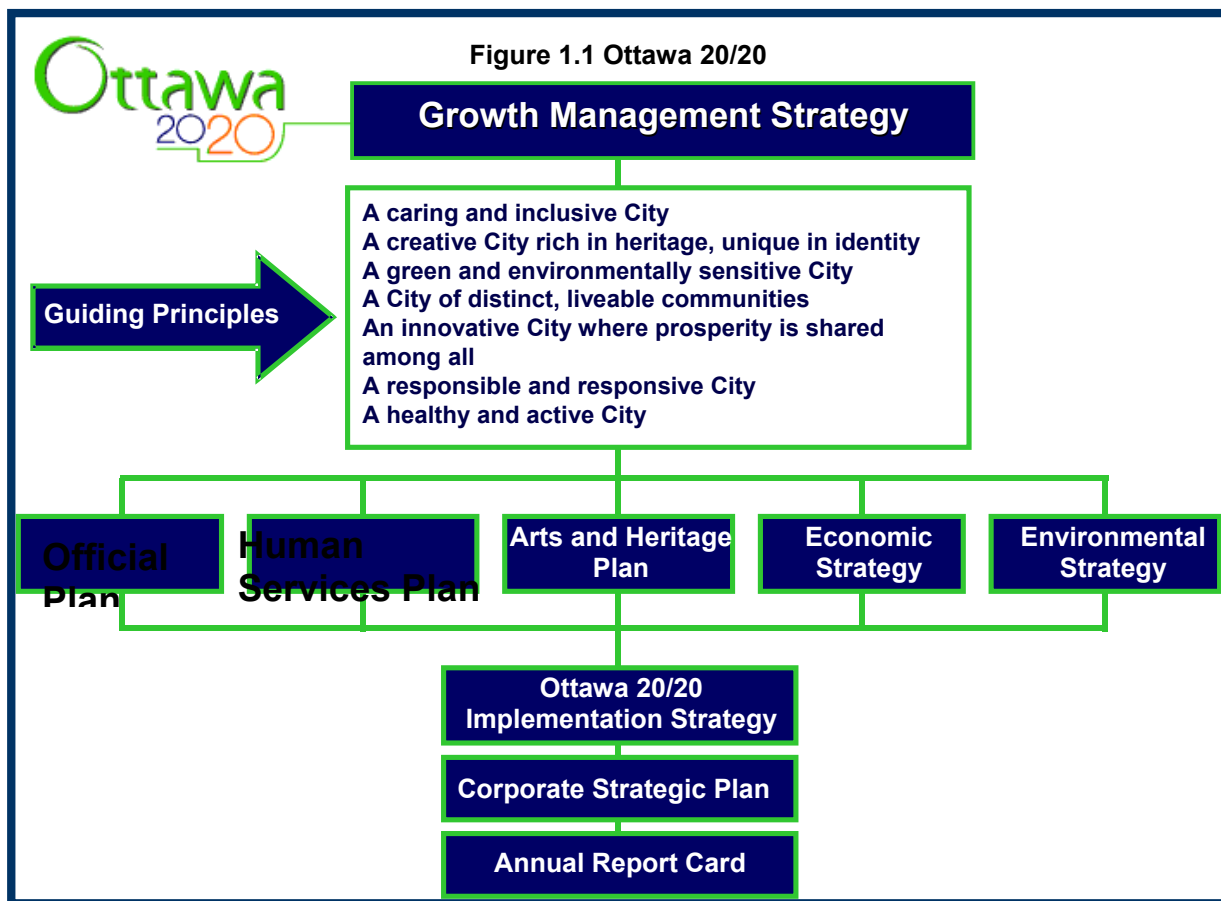 Figure 1.1 Ottawa 20/20
Ottawa
2020
Growth Management Strategy
A caring and inclusive City
A creative City rich in heritage, unique in identity
A green and environmentally sensitive City
A City of distinct, liveable communities
An innovative City where prosperity is shared
among all
A responsible and responsive City
A healthy and active City
Guiding Principles
Official
Plan
Human
Services Plan
Arts and Heritage
Plan
Economic
Strategy
Environmental
Strategy
Ottawa 20/20
Implementation Strategy
Corporate Strategic Plan
Annual Report Card